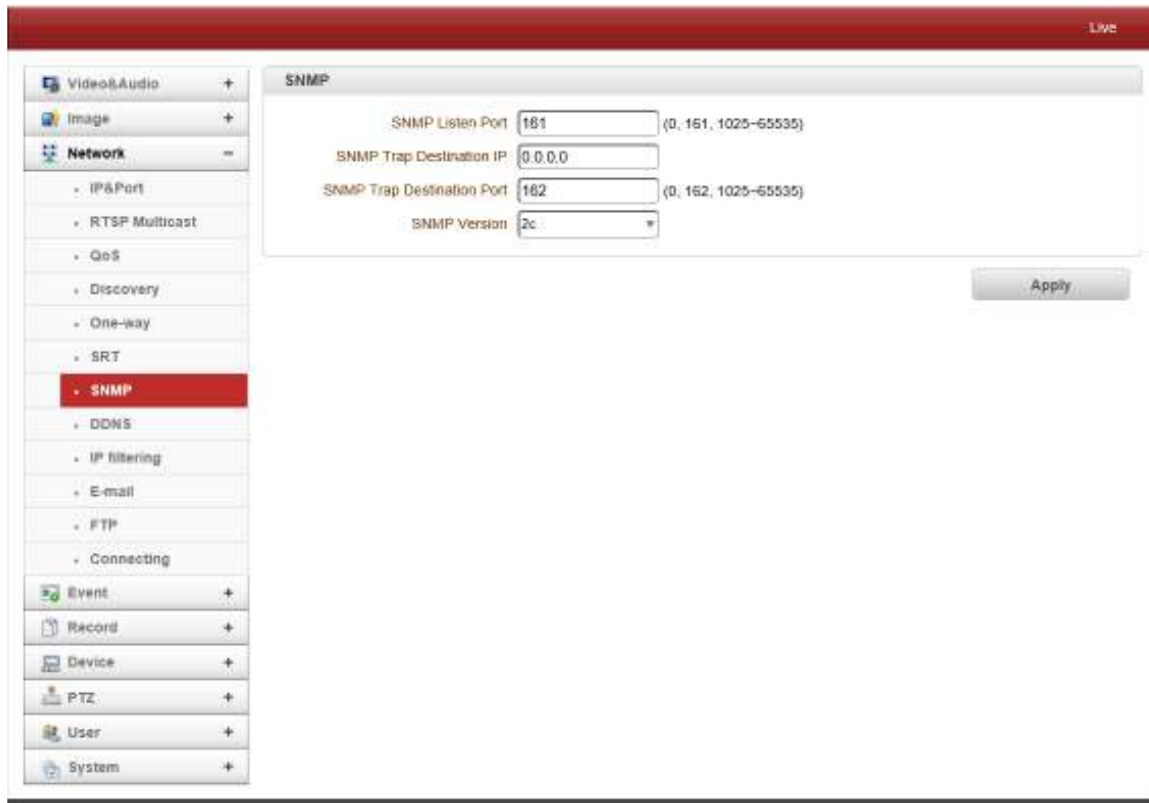 Live
Video&Audio +
Image +
Network −
IP&Port
RTSP Multicast
QoS
Discovery
One-way
SRT
SNMP
DDNS
IP filtering
E-mail
FTP
Connecting
Event +
Record +
Device +
PTZ +
User +
System +
SNMP
SNMP Listen Port 161 (0, 161, 1025~65535)
SNMP Trap Destination IP 0.0.0.0
SNMP Trap Destination Port 162 (0, 162, 1025~65535)
SNMP Version 2c
Apply